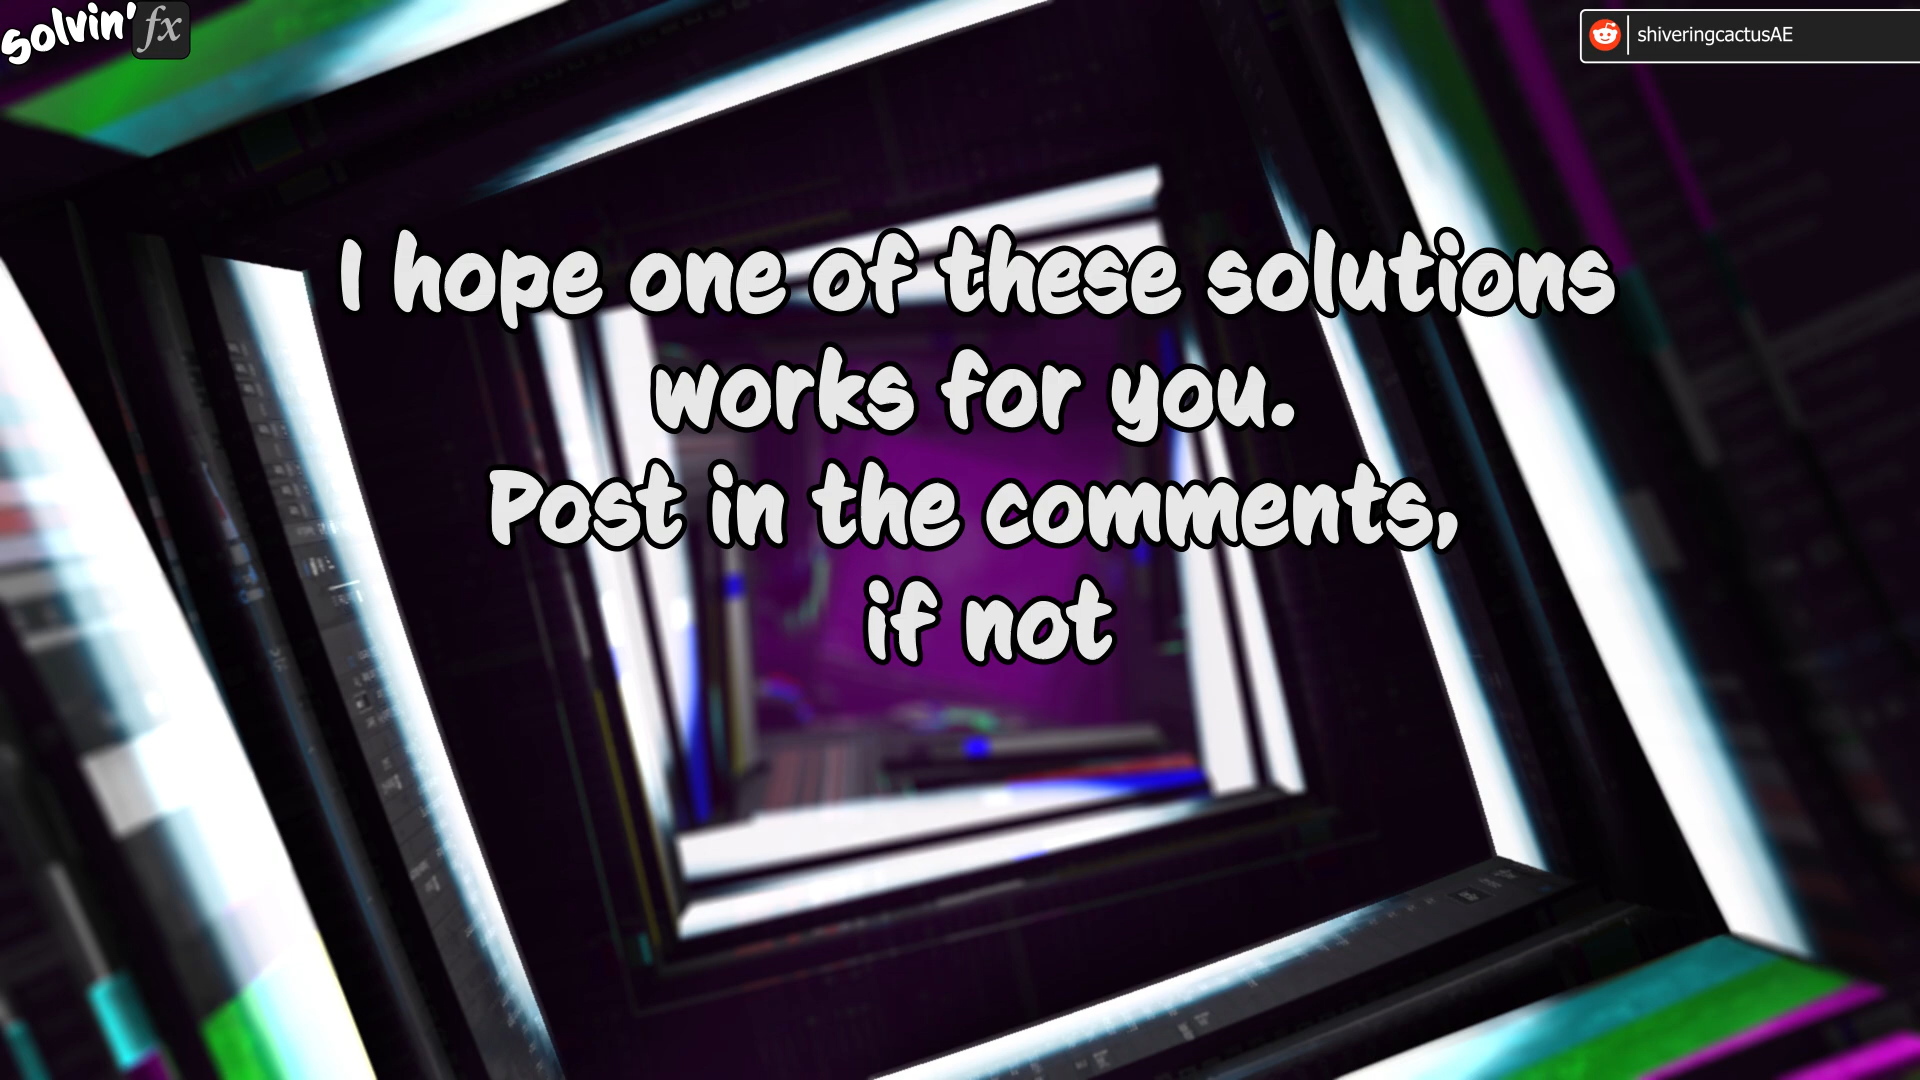 solvin' fx
shiveringcactusAE
I hope one of these solutions
works for you.
Post in the comments,
if not